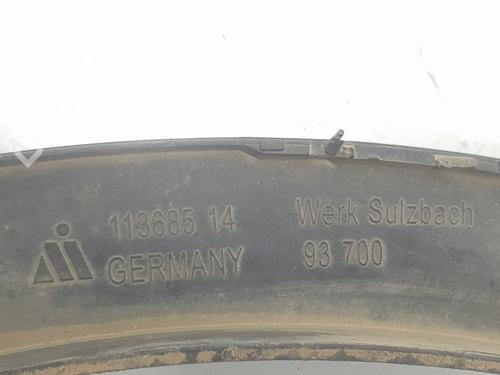 113685 14
GERMANY
Werk Sulzbach
93 700